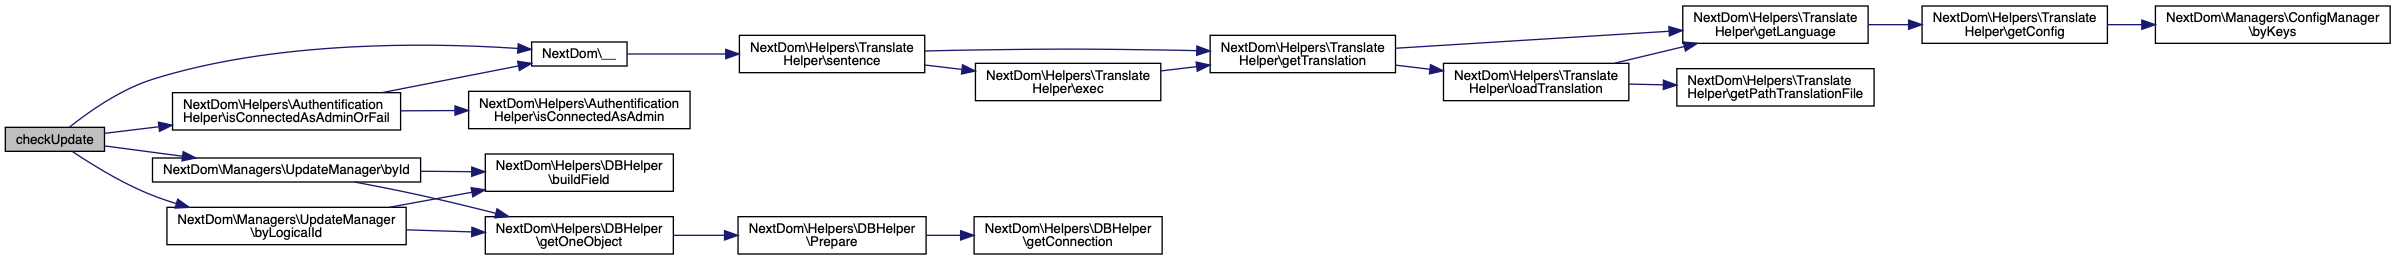 checkUpdate
NextDom\__
NextDom\Helpers\Authentification
Helper\isConnectedAsAdminOrFail
NextDom\Managers\UpdateManager\byId
NextDom\Managers\UpdateManager
\byLogicalId
NextDom\Helpers\Authentification
Helper\isConnectedAsAdmin
NextDom\Helpers\DBHelper
\buildField
NextDom\Helpers\DBHelper
\getOneObject
NextDom\Helpers\Translate
Helper\sentence
NextDom\Helpers\DBHelper
\Prepare
NextDom\Helpers\Translate
Helper\exec
NextDom\Helpers\DBHelper
\getConnection
NextDom\Helpers\Translate
Helper\getTranslation
NextDom\Helpers\Translate
Helper\loadTranslation
NextDom\Helpers\Translate
Helper\getLanguage
NextDom\Helpers\Translate
Helper\getPathTranslationFile
NextDom\Helpers\Translate
Helper\getConfig
NextDom\Managers\ConfigManager
\byKeys